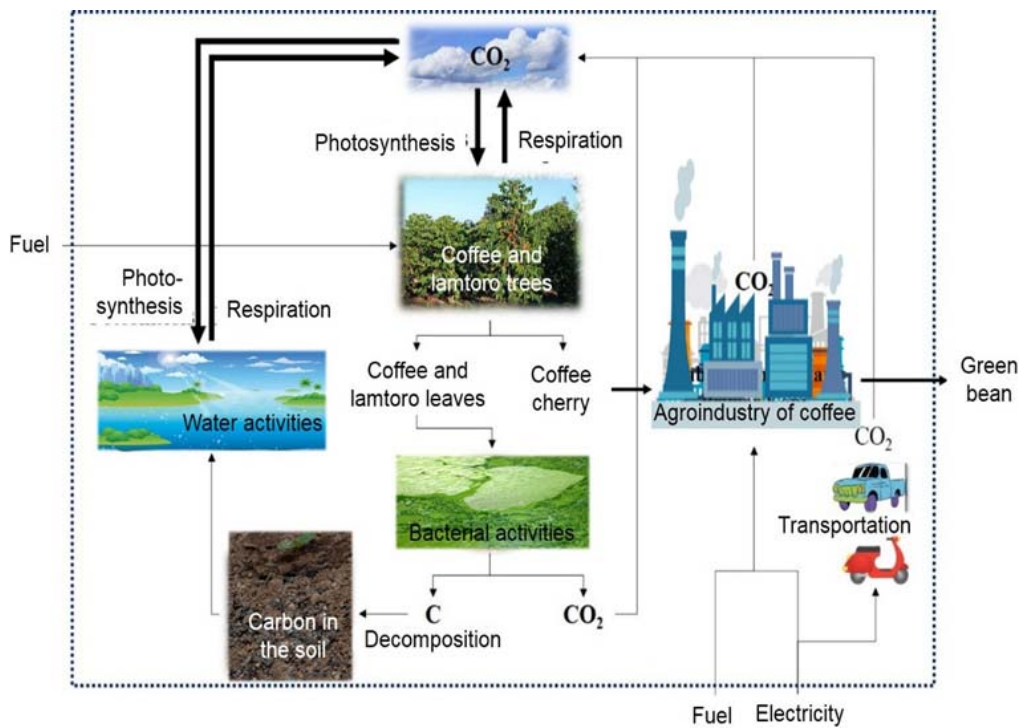 CO₂
Photosynthesis
Respiration
Fuel
Coffee and
lamtoro trees
Photo-
synthesis
Respiration
CO₂
Coffee and
lamtoro leaves
Coffee
cherry
Green
bean
Water activities
Agroindustry of coffee
CO₂
Bacterial activities
Transportation
Carbon in
the soil
C
Decomposition
CO₂
Fuel
Electricity